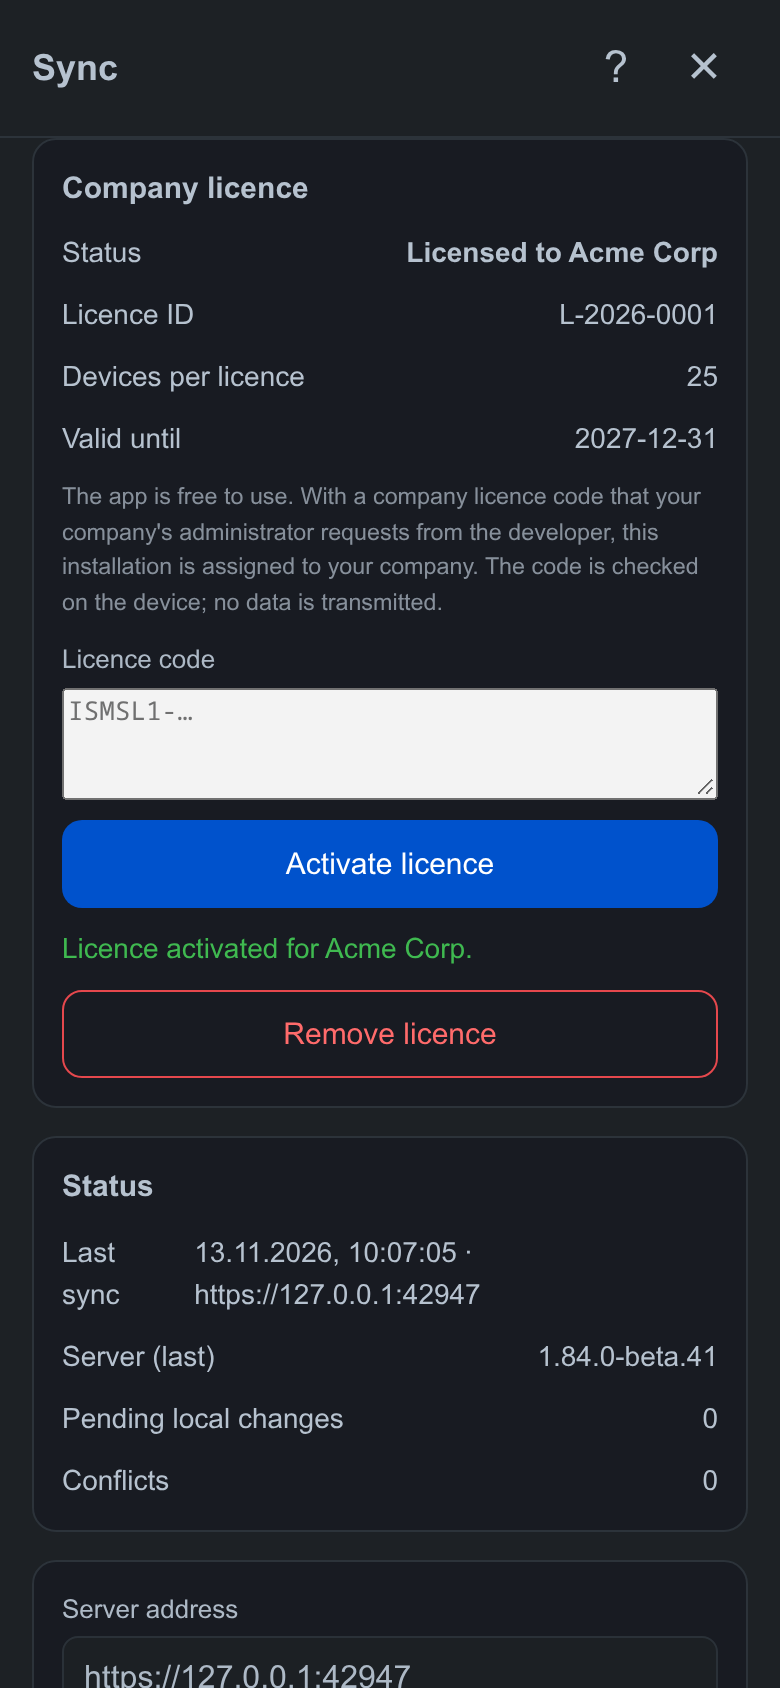 Sync
?
×
Company licence
Status Licensed to Acme Corp
Licence ID L-2026-0001
Devices per licence 25
Valid until 2027-12-31
The app is free to use. With a company licence code that your
company's administrator requests from the developer, this
installation is assigned to your company. The code is checked
on the device; no data is transmitted.
Licence code
ISMSL1-…
Activate licence
Licence activated for Acme Corp.
Remove licence
Status
Last sync 13.11.2026, 10:07:05 ·
https://127.0.0.1:42947
Server (last) 1.84.0-beta.41
Pending local changes 0
Conflicts 0
Server address
https://127.0.0.1:42947